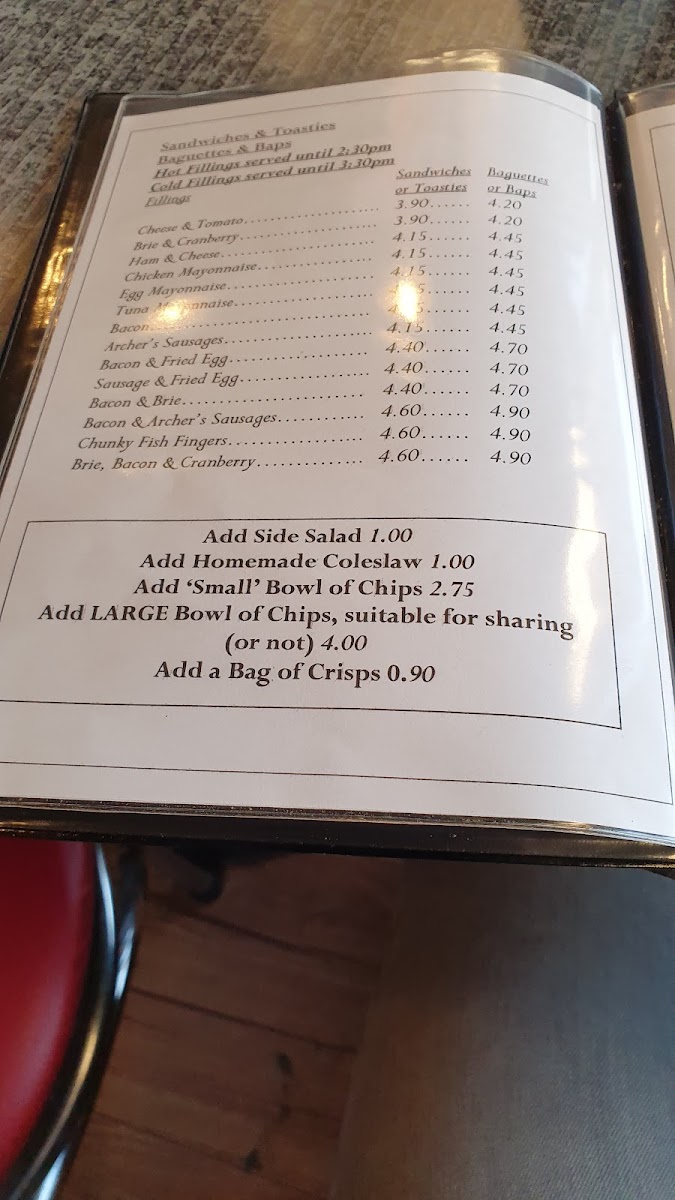 Sandwiches & Toasties
Baguettes & Baps
Hot Fillings served until 2:30pm
Cold Fillings served until 3:30pm
Fillings
Sandwiches or Toasties
Baguettes or Baps
Cheese & Tomato 3.90 4.20
Brie & Cranberry 3.90 4.20
Ham & Cheese 4.15 4.45
Chicken Mayonnaise 4.15 4.45
Egg Mayonnaise 4.15 4.45
Tuna 4.45
Bacon 4.45
Archer's Sausages 4.15 4.45
Bacon & Fried Egg 4.40 4.70
Sausage & Fried Egg 4.40 4.70
Bacon & Brie 4.40 4.70
Bacon & Archer's Sausages 4.60 4.90
Chunky Fish Fingers 4.60 4.90
Brie, Bacon & Cranberry 4.60 4.90
Add Side Salad 1.00
Add Homemade Coleslaw 1.00
Add 'Small' Bowl of Chips 2.75
Add LARGE Bowl of Chips, suitable for sharing
(or not) 4.00
Add a Bag of Crisps 0.90